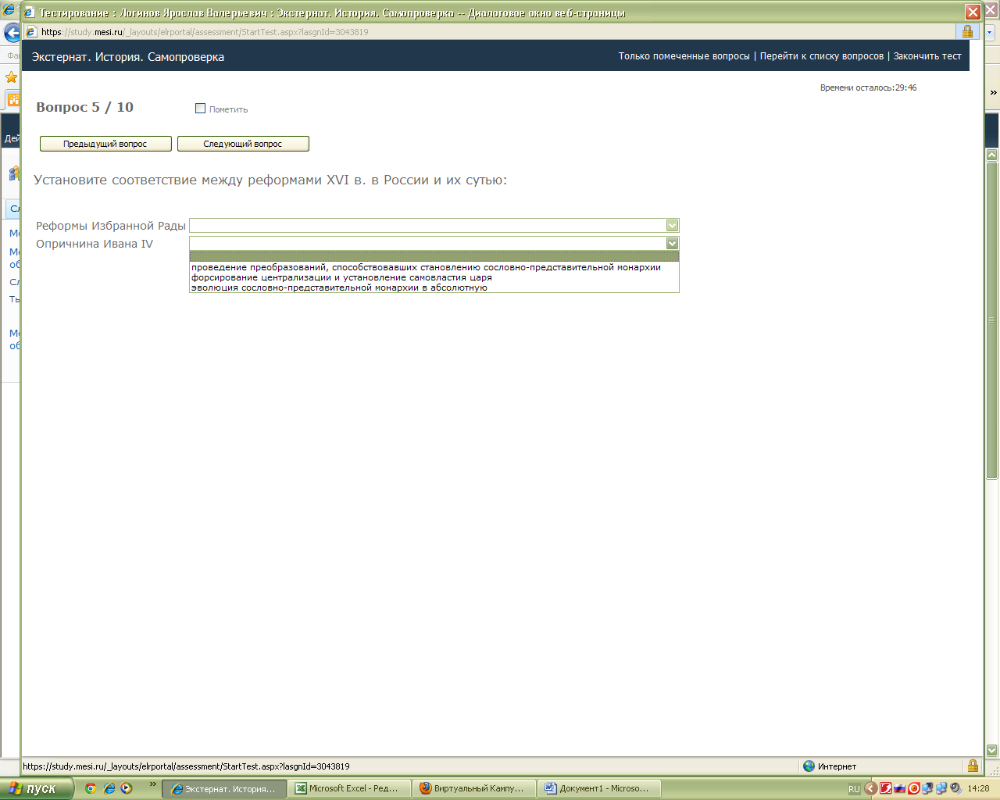 Тестирование : Логинов Ярослав Валерьевич : Экстернат. История. Самопроверка -- Диалоговое окно веб-страницы
https://study.mesi.ru/_layouts/elrportal/assessment/StartTest.aspx?lasgnId=3043819
Экстернат. История. Самопроверка
Только помеченные вопросы | Перейти к списку вопросов | Закончить тест
Времени осталось:29:46
Вопрос 5 / 10
Пометить
Предыдущий вопрос
Следующий вопрос
Установите соответствие между реформами XVI в. в России и их сутью:
Реформы Избранной Рады
Опричнина Ивана IV
проведение преобразований, способствовавших становлению сословно-представительной монархии
форсирование централизации и установление самовластия царя
эволюция сословно-представительной монархии в абсолютную
https://study.mesi.ru/_layouts/elrportal/assessment/StartTest.aspx?lasgnId=3043819
Интернет
пуск
Экстернат. История...
Microsoft Excel - Ред...
Виртуальный Кампу...
Документ1 - Microso...
RU
14:28